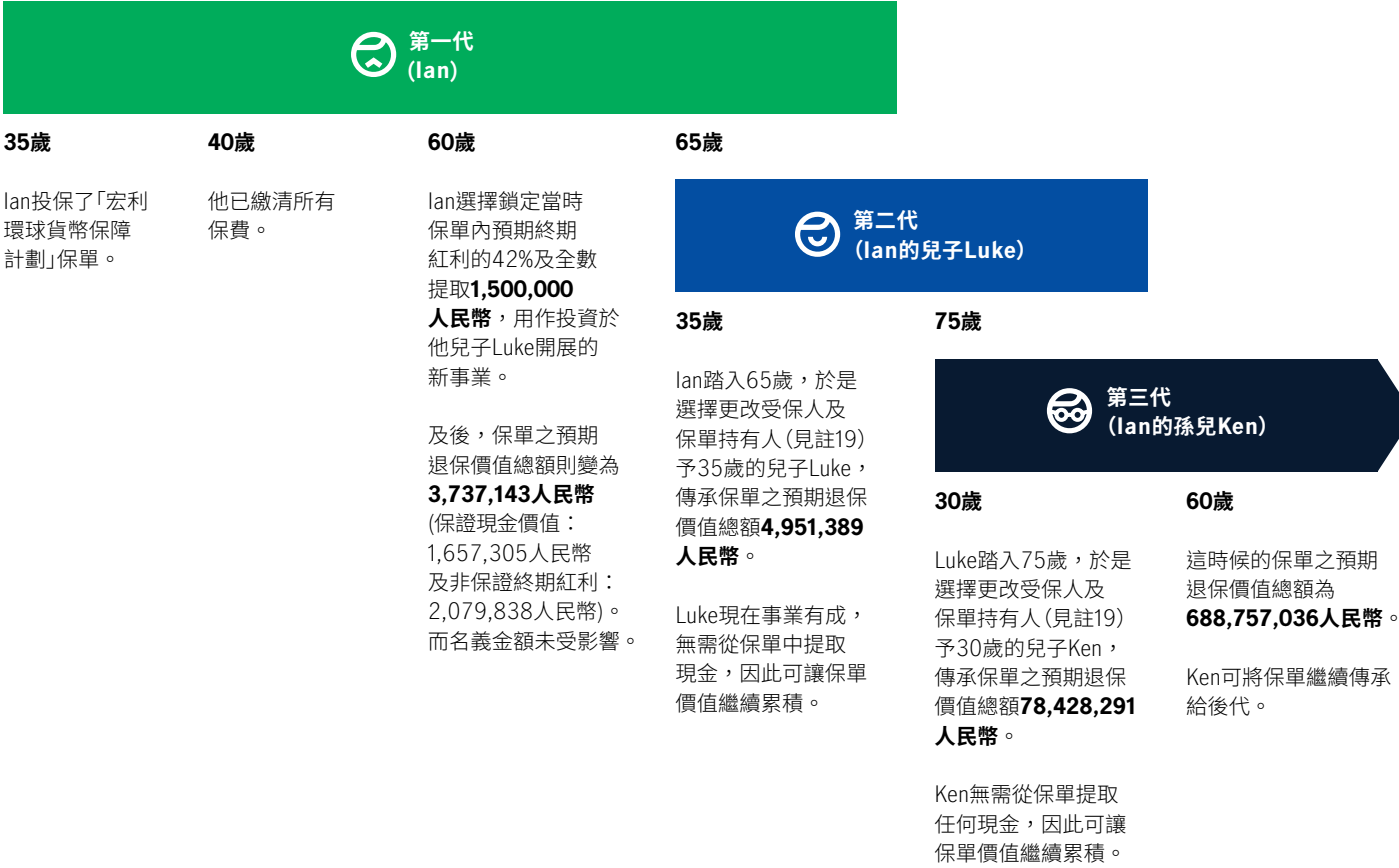 第一代
(Ian)
35歲
Ian投保了「宏利
環球貨幣保障
計劃」保單。
40歲
他已繳清所有
保費。
60歲
Ian選擇鎖定當時
保單內預期終期
紅利的42%及全數
提取1,500,000
人民幣，用作投資於
他兒子Luke開展的
新事業。
及後，保單之預期
退保價值總額則變為
3,737,143人民幣
(保證現金價值：
1,657,305人民幣
及非保證終期紅利：
2,079,838人民幣)。
而名義金額未受影響。
65歲
第二代
(Ian的兒子Luke)
35歲
Ian踏入65歲，於是
選擇更改受保人及
保單持有人(見註19)
予35歲的兒子Luke，
傳承保單之預期退保
價值總額4,951,389
人民幣。
Luke現在事業有成，
無需從保單中提取
現金，因此可讓保單
價值繼續累積。
75歲
第三代
(Ian的孫兒Ken)
30歲
Luke踏入75歲，於是
選擇更改受保人及
保單持有人(見註19)
予30歲的兒子Ken，
傳承保單之預期退保
價值總額78,428,291
人民幣。
Ken無需從保單提取
任何現金，因此可讓
保單價值繼續累積。
60歲
這時候的保單之預期
退保價值總額為
688,757,036人民幣。
Ken可將保單繼續傳承
給後代。